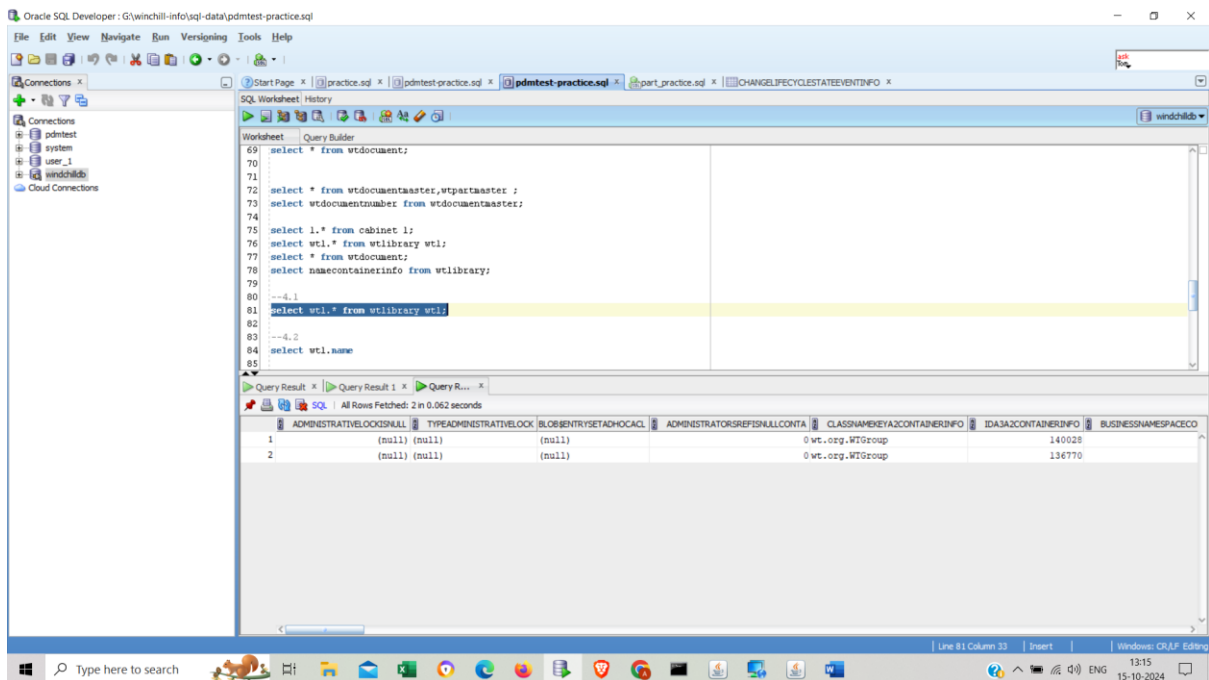 Oracle SQL Developer : G:\winchill-info\sql-data\pdmtest-practice.sql
File Edit View Navigate Run Versioning Tools Help
ask
Tom
Connections
Start Page practice.sql pdmtest-practice.sql pdmtest-practice.sql part_practice.sql CHANGELIFECYCLESTATEEVENTINFO
SQL Worksheet History
windchilldb
Connections
pdmtest
system
user_1
windchilldb
Cloud Connections
Worksheet Query Builder
69 select * from wtdocument;
70
71
72 select * from wtdocumentmaster,wtpartmaster ;
73 select wtdocumentnumber from wtdocumentmaster;
74
75 select l.* from cabinet l;
76 select wtl.* from wtlibrary wtl;
77 select * from wtdocument;
78 select namecontainerinfo from wtlibrary;
79
80 --4.1
81 select wtl.* from wtlibrary wtl;
82
83 --4.2
84 select wtl.name
85
Query Result Query Result 1 Query R...
SQL | All Rows Fetched: 2 in 0.062 seconds
ADMINISTRATIVELOCKISNULL TYPEADMINISTRATIVELOCK BLOB$ENTRYSETADHOCACL ADMINISTRATORSREFISNULLCONTA CLASSNAMEKEYA2CONTAINERINFO IDA3A2CONTAINERINFO BUSINESSNAMESPACECO
1 (null) (null) (null) 0 wt.org.WTGroup 140028
2 (null) (null) (null) 0 wt.org.WTGroup 136770
Line 81 Column 33 | Insert | | Windows: CR/LF Editing
Type here to search
ENG
13:15
15-10-2024